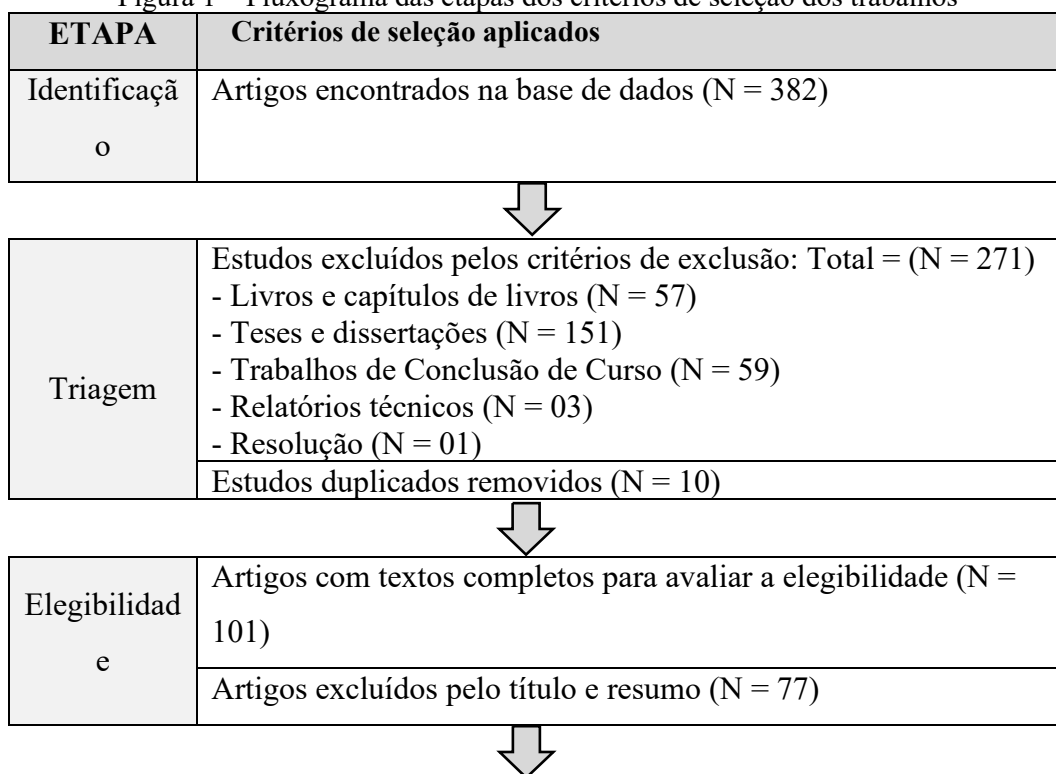 Figura 1 – Fluxograma das etapas dos critérios de seleção dos trabalhos
ETAPA Critérios de seleção aplicados
Identificaçã
o
Artigos encontrados na base de dados (N = 382)
Triagem
Estudos excluídos pelos critérios de exclusão: Total = (N = 271)
- Livros e capítulos de livros (N = 57)
- Teses e dissertações (N = 151)
- Trabalhos de Conclusão de Curso (N = 59)
- Relatórios técnicos (N = 03)
- Resolução (N = 01)
Estudos duplicados removidos (N = 10)
Elegibilidad
e
Artigos com textos completos para avaliar a elegibilidade (N =
101)
Artigos excluídos pelo título e resumo (N = 77)